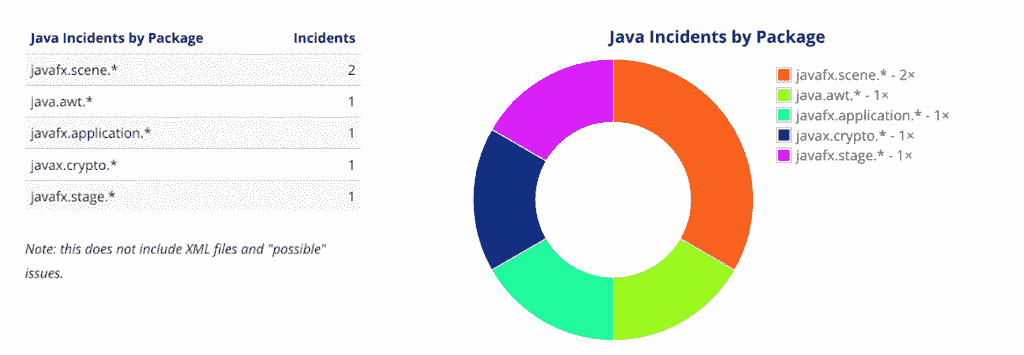 Java Incidents by Package Incidents
javafx.scene.* 2
java.awt.* 1
javafx.application.* 1
javax.crypto.* 1
javafx.stage.* 1
Note: this does not include XML files and "possible"
issues.
Java Incidents by Package
javafx.scene.* - 2×
java.awt.* - 1×
javafx.application.* - 1×
javax.crypto.* - 1×
javafx.stage.* - 1×